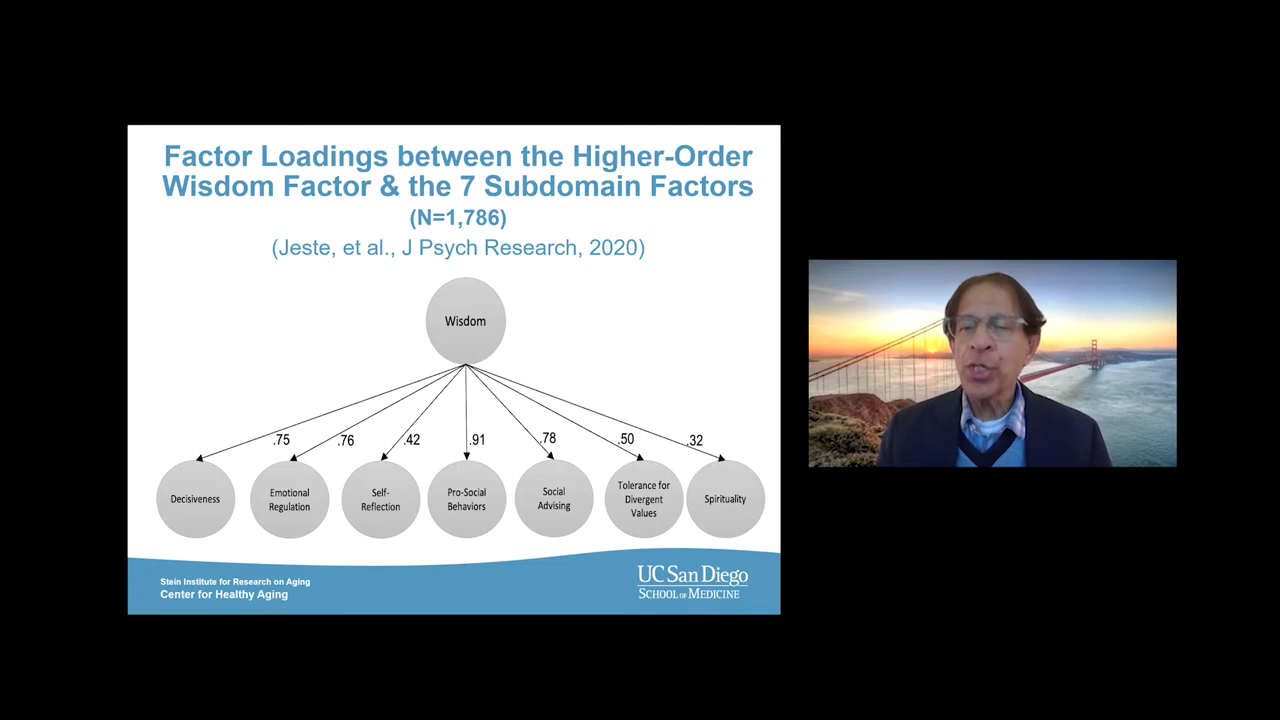 Factor Loadings between the Higher-Order
Wisdom Factor & the 7 Subdomain Factors
(N=1,786)
(Jeste, et al., J Psych Research, 2020)
Wisdom
.75
.76
.42
.91
.78
.50
.32
Decisiveness
Emotional
Regulation
Self-
Reflection
Pro-Social
Behaviors
Social
Advising
Tolerance for
Divergent
Values
Spirituality
Stein Institute for Research on Aging
Center for Healthy Aging
UC San Diego
SCHOOL OF MEDICINE